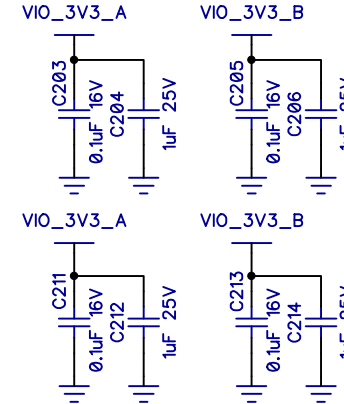 VIO_3V3_A
C203
0.1uF 16V
C204
1uF 25V
VIO_3V3_B
C205
0.1uF 16V
C206
VIO_3V3_A
C211
0.1uF 16V
C212
1uF 25V
VIO_3V3_B
C213
0.1uF 16V
C214